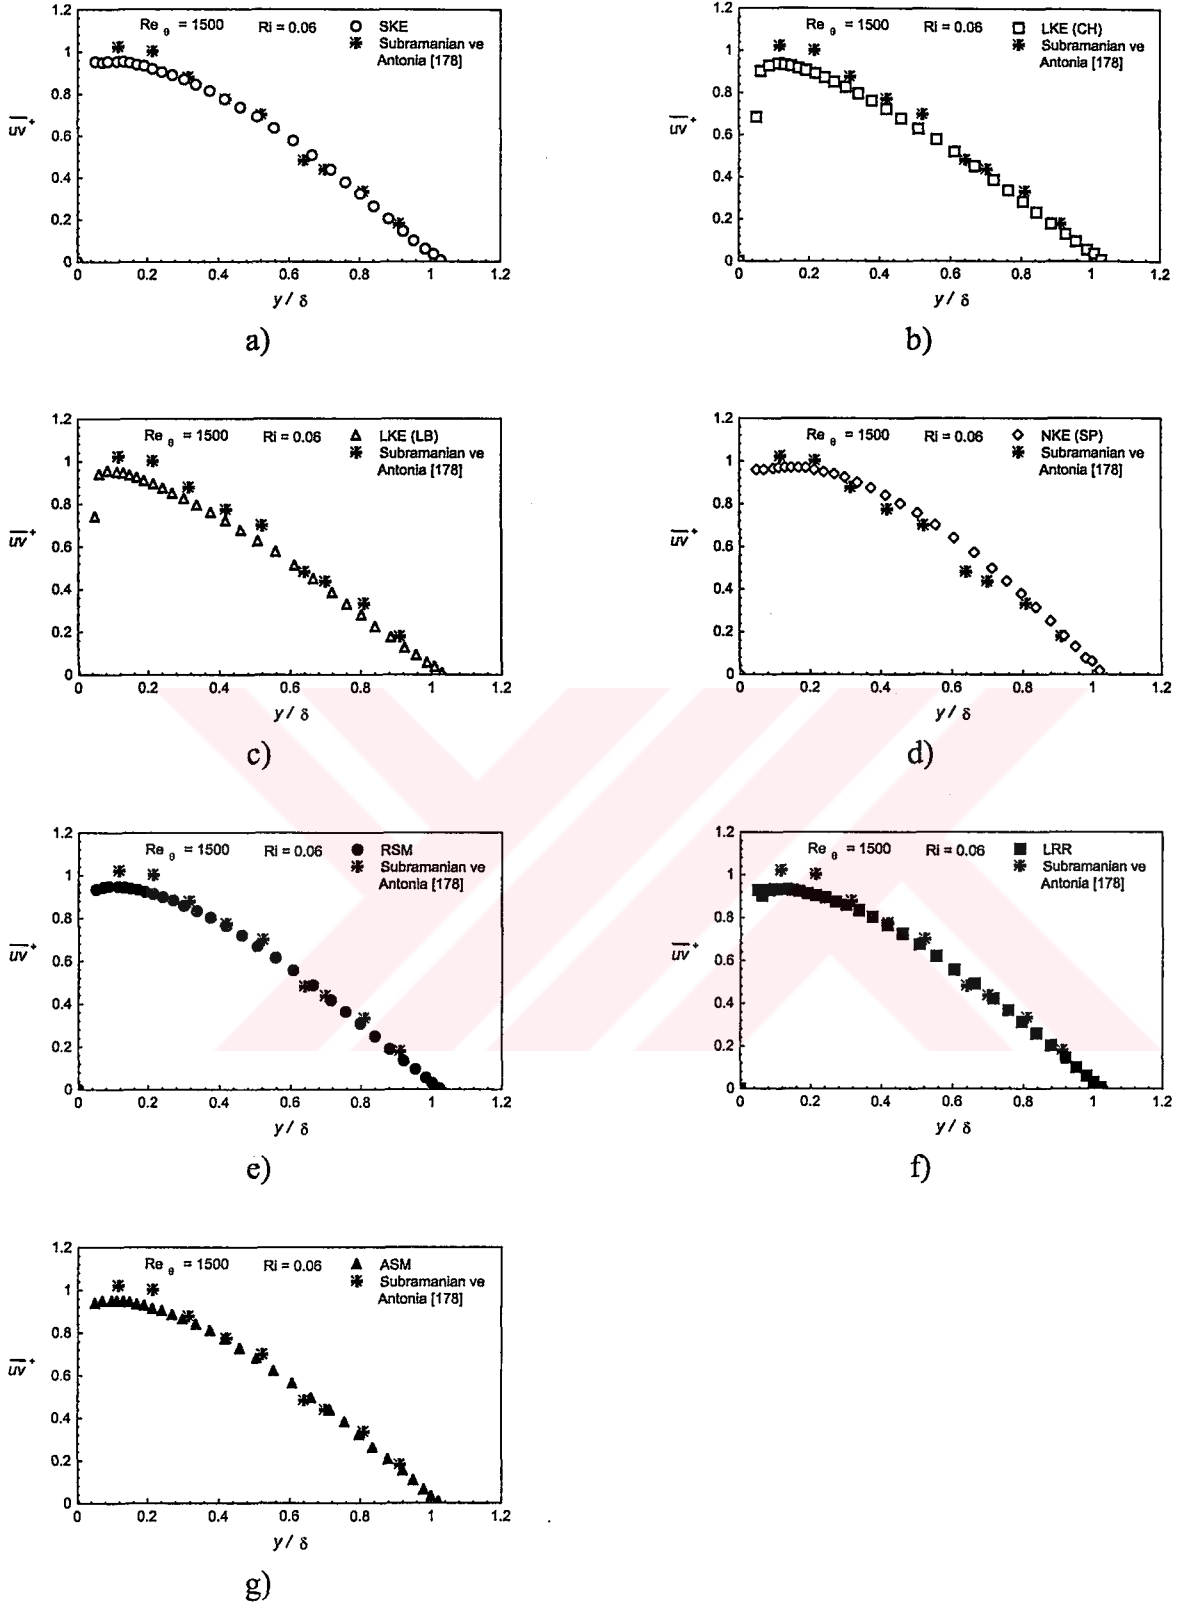 1.2
Re θ = 1500 Ri = 0.06 SKE
Subramanian ve
Antonia [178]
1
0.8
uv +
0.6
0.4
0.2
0
0 0.2 0.4 0.6 0.8 1 1.2
y / δ
a)
1.2
Re θ = 1500 Ri = 0.06 LKE (CH)
Subramanian ve
Antonia [178]
1
0.8
uv +
0.6
0.4
0.2
0
0 0.2 0.4 0.6 0.8 1 1.2
y / δ
b)
1.2
Re θ = 1500 Ri = 0.06 LKE (LB)
Subramanian ve
Antonia [178]
1
0.8
uv +
0.6
0.4
0.2
0
0 0.2 0.4 0.6 0.8 1 1.2
y / δ
c)
1.2
Re θ = 1500 Ri = 0.06 NKE (SP)
Subramanian ve
Antonia [178]
1
0.8
uv +
0.6
0.4
0.2
0
0 0.2 0.4 0.6 0.8 1 1.2
y / δ
d)
1.2
Re θ = 1500 Ri = 0.06 RSM
Subramanian ve
Antonia [178]
1
0.8
uv +
0.6
0.4
0.2
0
0 0.2 0.4 0.6 0.8 1 1.2
y / δ
e)
1.2
Re θ = 1500 Ri = 0.06 LRR
Subramanian ve
Antonia [178]
1
0.8
uv +
0.6
0.4
0.2
0
0 0.2 0.4 0.6 0.8 1 1.2
y / δ
f)
1.2
Re θ = 1500 Ri = 0.06 ASM
Subramanian ve
Antonia [178]
1
0.8
uv +
0.6
0.4
0.2
0
0 0.2 0.4 0.6 0.8 1 1.2
y / δ
g)